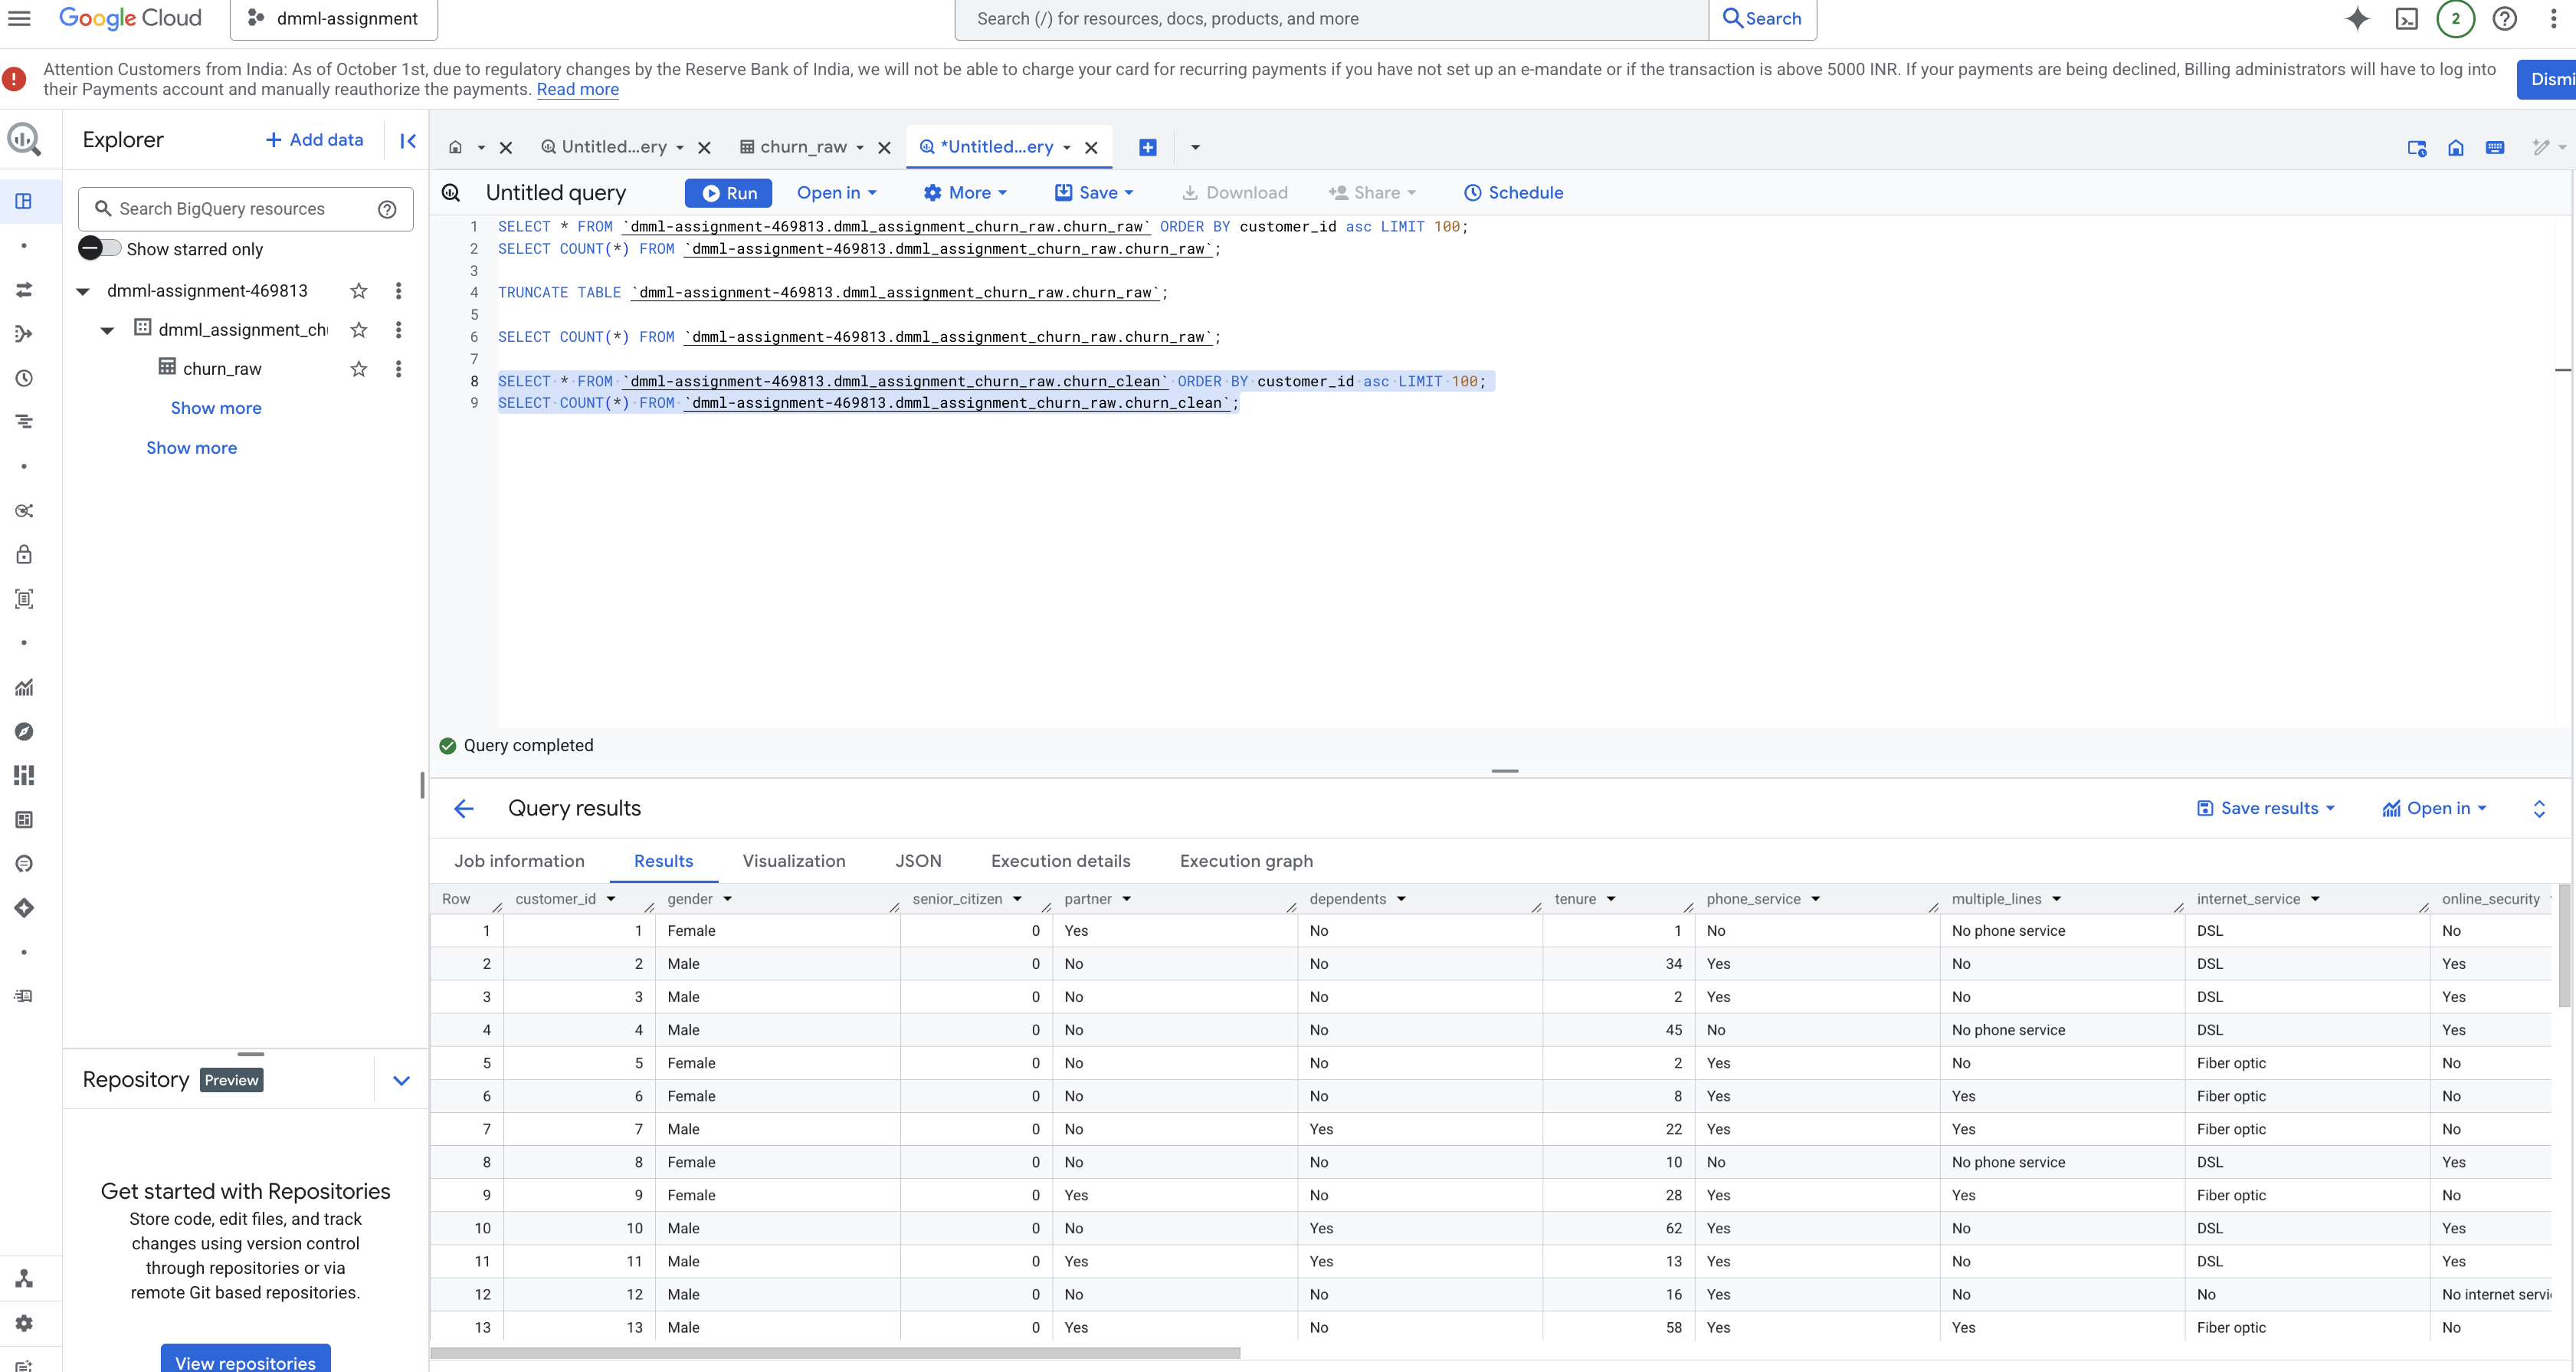 Google Cloud
dmml-assignment
Search (/) for resources, docs, products, and more
Search
2
Attention Customers from India: As of October 1st, due to regulatory changes by the Reserve Bank of India, we will not be able to charge your card for recurring payments if you have not set up an e-mandate or if the transaction is above 5000 INR. If your payments are being declined, Billing administrators will have to log into
their Payments account and manually reauthorize the payments. Read more
Dismi
Explorer
Add data
Search BigQuery resources
Show starred only
dmml-assignment-469813
dmml_assignment_chu
churn_raw
Show more
Show more
Untitled...ery
churn_raw
*Untitled...ery
Untitled query
Run
Open in
More
Save
Download
Share
Schedule
1 SELECT * FROM `dmml-assignment-469813.dmml_assignment_churn_raw.churn_raw` ORDER BY customer_id asc LIMIT 100;
2 SELECT COUNT(*) FROM `dmml-assignment-469813.dmml_assignment_churn_raw.churn_raw`;
3
4 TRUNCATE TABLE `dmml-assignment-469813.dmml_assignment_churn_raw.churn_raw`;
5
6 SELECT COUNT(*) FROM `dmml-assignment-469813.dmml_assignment_churn_raw.churn_raw`;
7
8 SELECT * FROM `dmml-assignment-469813.dmml_assignment_churn_raw.churn_clean` ORDER BY customer_id asc LIMIT 100;
9 SELECT COUNT(*) FROM `dmml-assignment-469813.dmml_assignment_churn_raw.churn_clean`;
Query completed
Query results
Save results
Open in
Job information Results Visualization JSON Execution details Execution graph
Row customer_id gender senior_citizen partner dependents tenure phone_service multiple_lines internet_service online_security
1 1 Female 0 Yes No 1 No No phone service DSL No
2 2 Male 0 No No 34 Yes No DSL Yes
3 3 Male 0 No No 2 Yes No DSL Yes
4 4 Male 0 No No 45 No No phone service DSL Yes
5 5 Female 0 No No 2 Yes No Fiber optic No
6 6 Female 0 No No 8 Yes Yes Fiber optic No
7 7 Male 0 No Yes 22 Yes Yes Fiber optic No
8 8 Female 0 No No 10 No No phone service DSL Yes
9 9 Female 0 Yes No 28 Yes Yes Fiber optic No
10 10 Male 0 No Yes 62 Yes No DSL Yes
11 11 Male 0 Yes Yes 13 Yes No DSL Yes
12 12 Male 0 No No 16 Yes No No No internet servi
13 13 Male 0 Yes No 58 Yes Yes Fiber optic No
Repository
Preview
Get started with Repositories
Store code, edit files, and track
changes using version control
through repositories or via
remote Git based repositories.
View repositories